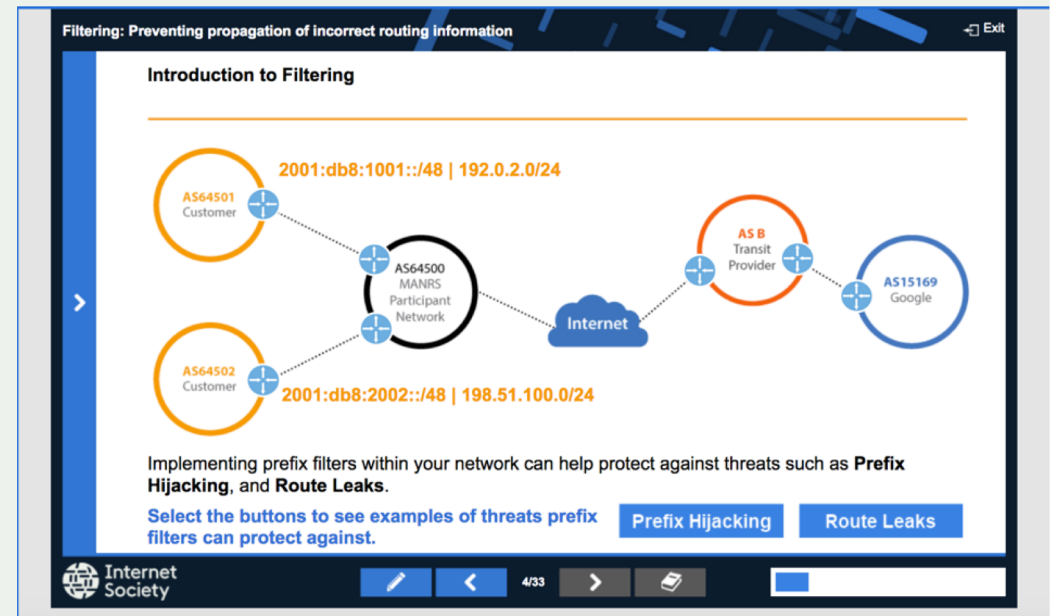 Filtering: Preventing propagation of incorrect routing information
Exit
Introduction to Filtering
2001:db8:1001::/48 | 192.0.2.0/24
AS64501
Customer
AS64500
MANRS
Participant
Network
Internet
AS B
Transit
Provider
AS15169
Google
AS64502
Customer
2001:db8:2002::/48 | 198.51.100.0/24
Implementing prefix filters within your network can help protect against threats such as Prefix
Hijacking, and Route Leaks.
Select the buttons to see examples of threats prefix
filters can protect against.
Prefix Hijacking
Route Leaks
Internet
Society
4/33